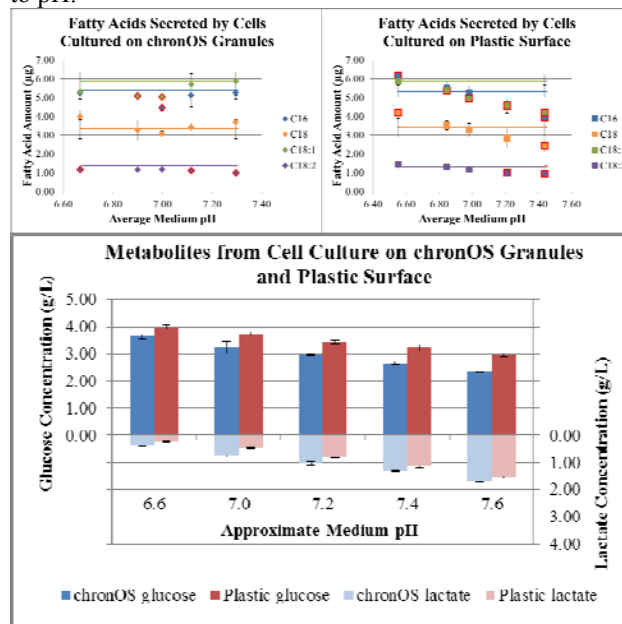 to pH.
Fatty Acids Secreted by Cells
Cultured on chronOS Granules
Fatty Acid Amount (µg)
7.00
6.00
5.00
4.00
3.00
2.00
1.00
0.00
6.60 6.80 7.00 7.20 7.40
Average Medium pH
C16
C18
C18:1
C18:2
Fatty Acids Secreted by Cells
Cultured on Plastic Surface
Fatty Acid Amount (µg)
7.00
6.00
5.00
4.00
3.00
2.00
1.00
0.00
6.40 6.60 6.80 7.00 7.20 7.40 7.60
Average Medium pH
C16
C18
C18:
C18:
Metabolites from Cell Culture on chronOS Granules
and Plastic Surface
Glucose Concentration (g/L)
5.00
4.00
3.00
2.00
1.00
0.00
0.00
1.00
2.00
3.00
4.00
Lactate Concentration (g/L)
6.6 7.0 7.2 7.4 7.6
Approximate Medium pH
chronOS glucose Plastic glucose chronOS lactate Plastic lactate